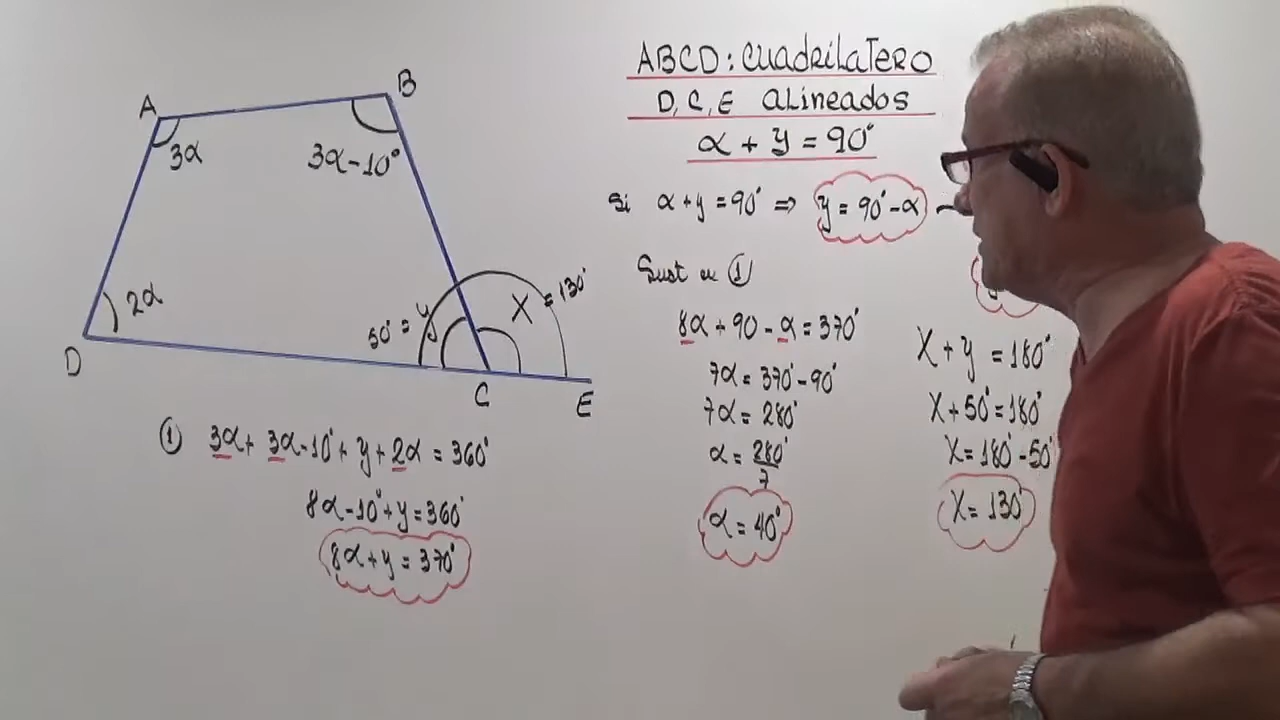 ABCD: CUADRILATERO
D, C, E ALINEADOS
α + y = 90°
A
B
3α
3α-10°
2α
D
50° = y
X = 130°
C
E
Si α + y = 90° ⇒ y = 90° - α
Sust en ①
8α + 90 - α = 370°
7α = 370° - 90°
7α = 280°
α = 280°
7
α = 40°
X + y = 180°
X + 50° = 180°
X = 180° - 50°
X = 130°
① 3α + 3α - 10° + y + 2α = 360°
8α - 10° + y = 360°
8α + y = 370°